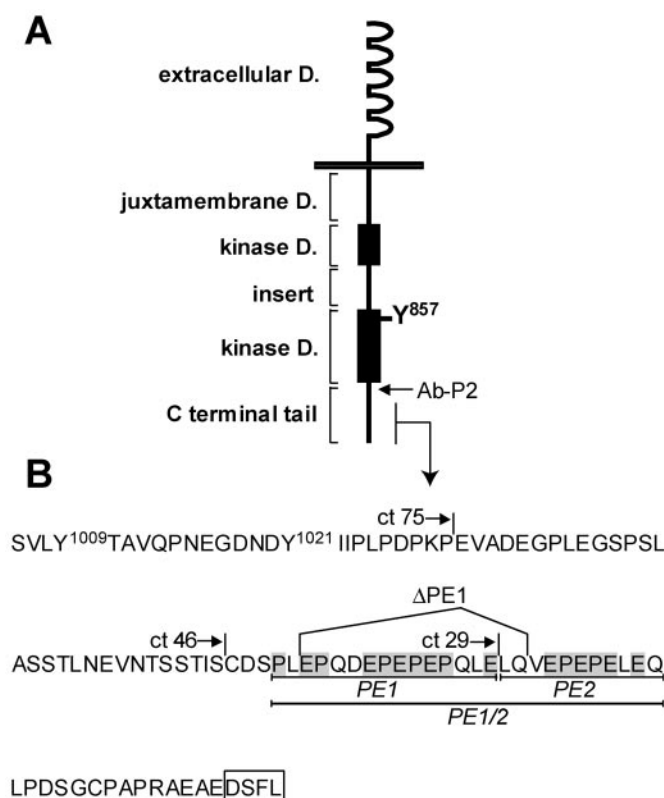 A
extracellular D.
juxtamembrane D.
kinase D.
insert
Y857
kinase D.
Ab-P2
C terminal tail
B
ct 75
SVLY1009TAVQPNEGDNDY1021 IIPLPDPKPEVADEGPLEGSPSL
ΔPE1
ct 46 ct 29
ASSTLNEVNTSSTISCDSPLEPQDEPEPEPQLELQVEPEPELEQ
PE1 PE2
PE1/2
LPDSGCPAPRAEAEDSFL